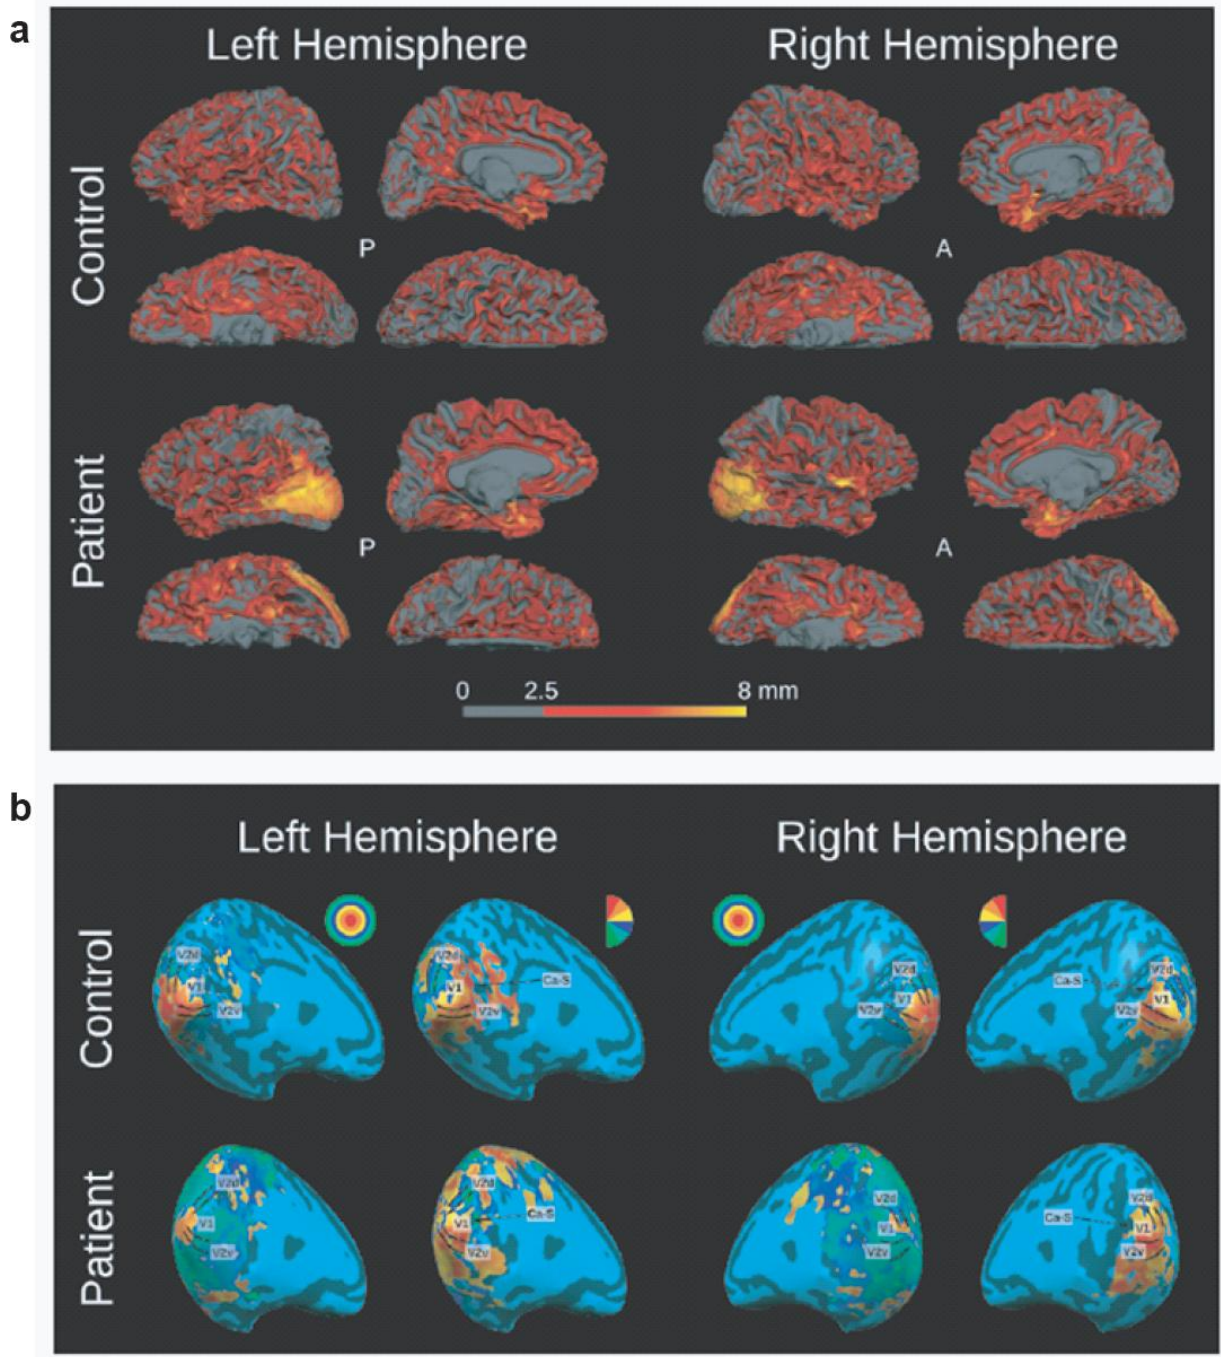 a
Left Hemisphere Right Hemisphere
Control
P A
Patient
P A
0 2.5 8 mm
b
Left Hemisphere Right Hemisphere
Control
V2d V1 V2v
V2d V1 V2v Ca-S
V2d V1 V2v
Ca-S V2d V1 V2v
Patient
V2d V1 V2v
V2d V1 V2v Ca-S
V2d V1 V2v
Ca-S V2d V1 V2v